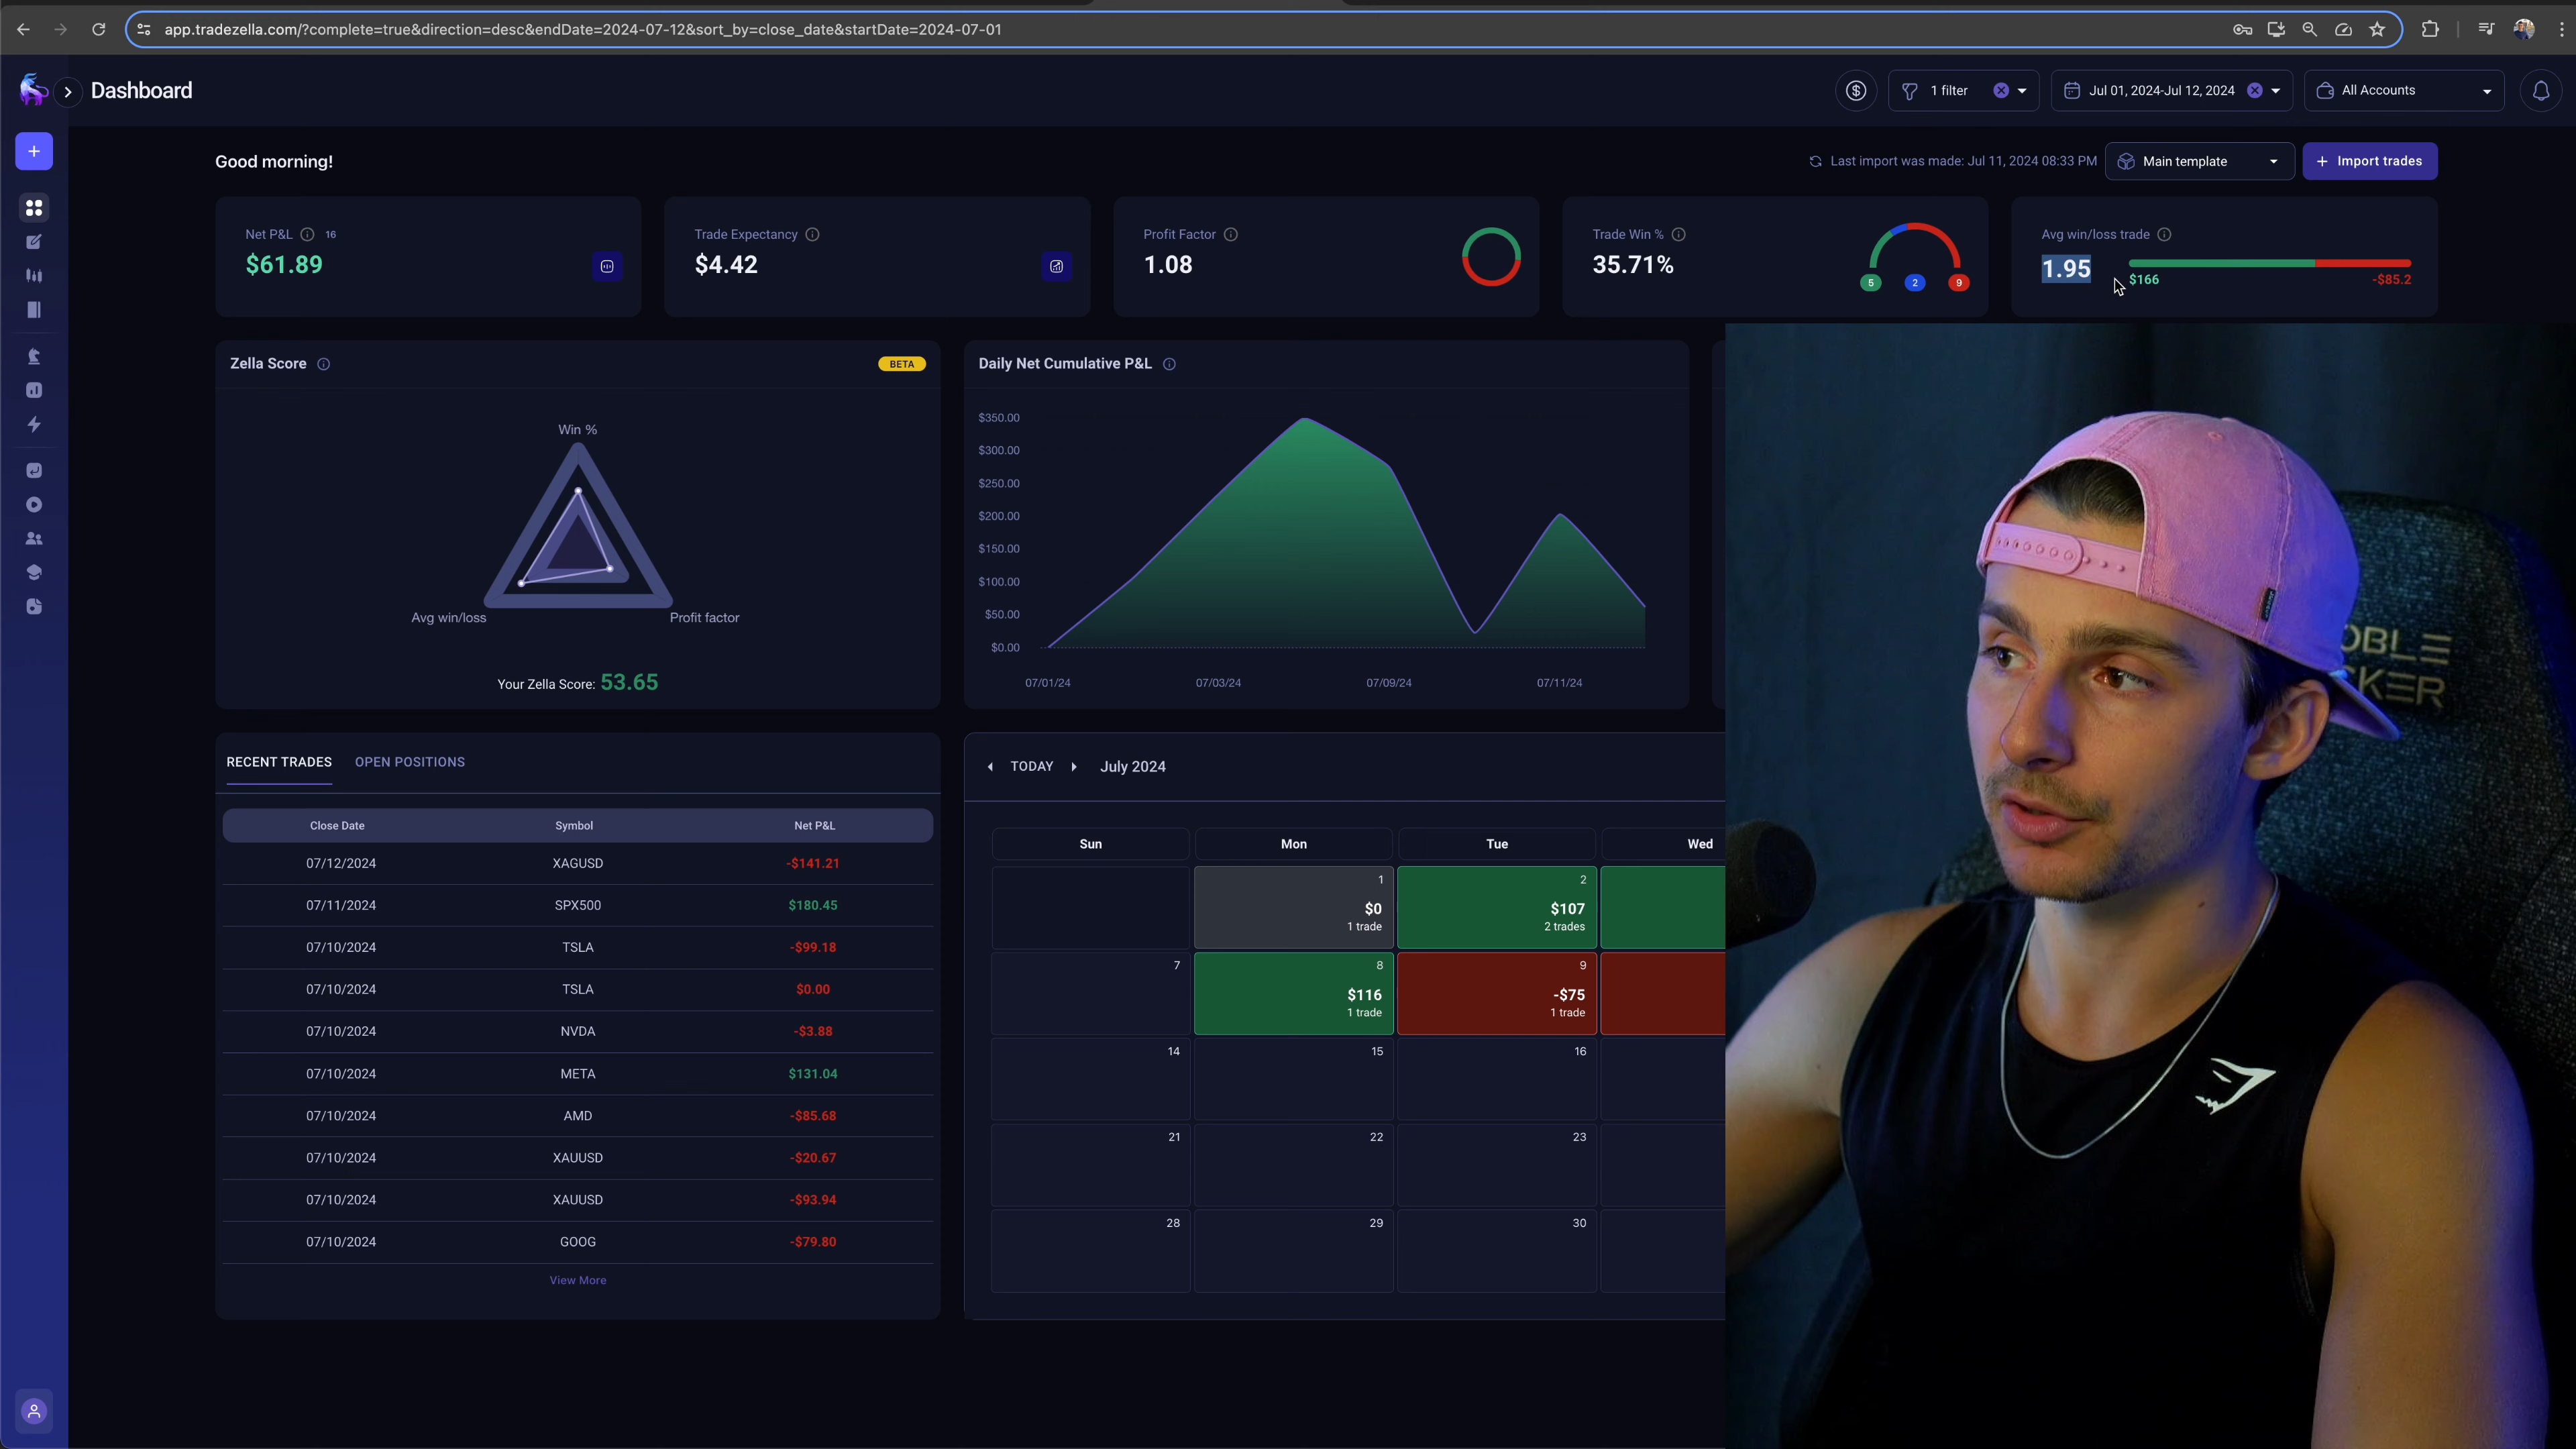 app.tradezella.com/?complete=true&direction=desc&endDate=2024-07-12&sort_by=close_date&startDate=2024-07-01
Dashboard
1 filter
Jul 01, 2024-Jul 12, 2024
All Accounts
Good morning!
Last import was made: Jul 11, 2024 08:33 PM
Main template
+ Import trades
Net P&L 16
$61.89
Trade Expectancy
$4.42
Profit Factor
1.08
Trade Win %
35.71%
5 2 9
Avg win/loss trade
1.95
$166 -$85.2
Zella Score
BETA
Win %
Avg win/loss
Profit factor
Your Zella Score: 53.65
Daily Net Cumulative P&L
$350.00
$300.00
$250.00
$200.00
$150.00
$100.00
$50.00
$0.00
07/01/24 07/03/24 07/09/24 07/11/24
RECENT TRADES OPEN POSITIONS
Close Date Symbol Net P&L
07/12/2024 XAGUSD -$141.21
07/11/2024 SPX500 $180.45
07/10/2024 TSLA -$99.18
07/10/2024 TSLA $0.00
07/10/2024 NVDA -$3.88
07/10/2024 META $131.04
07/10/2024 AMD -$85.68
07/10/2024 XAUUSD -$20.67
07/10/2024 XAUUSD -$93.94
07/10/2024 GOOG -$79.80
View More
TODAY July 2024
Sun Mon Tue Wed
1 2
$0 $107
1 trade 2 trades
7 8 9
$116 -$75
1 trade 1 trade
14 15 16
21 22 23
28 29 30